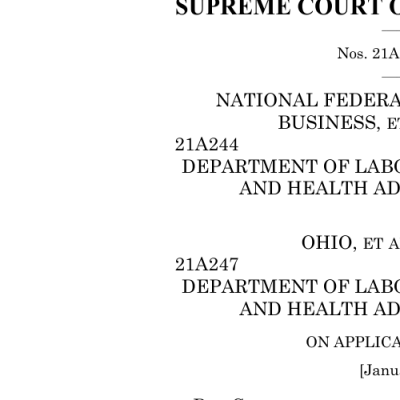 SUPREME COURT
Nos. 21A
NATIONAL FEDERA
BUSINESS, ET
21A244
DEPARTMENT OF LABO
AND HEALTH AD
OHIO, ET A
21A247
DEPARTMENT OF LABO
AND HEALTH AD
ON APPLICA
[Janu